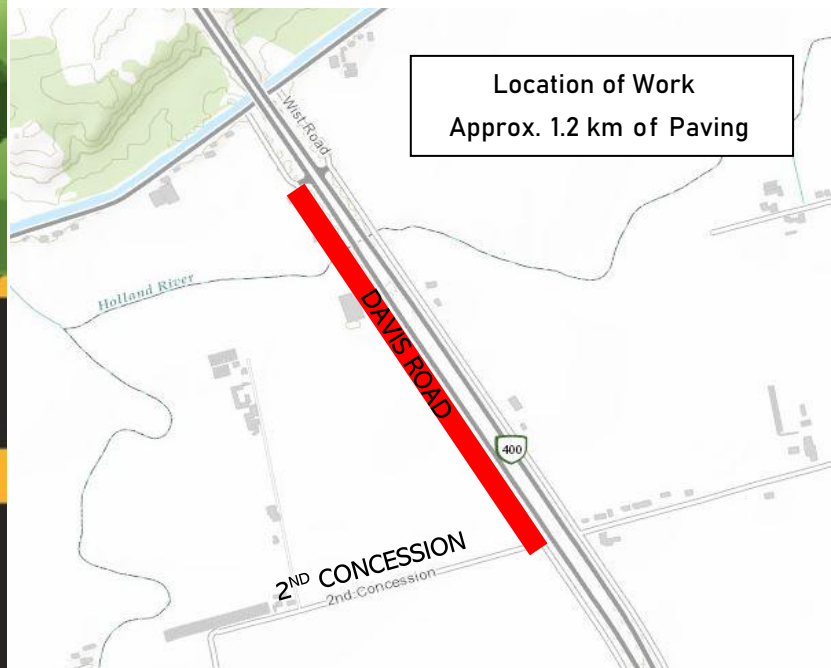 Location of Work
Approx. 1.2 km of Paving
Wist Road
Holland River
DAVIS ROAD
400
2ND CONCESSION
2nd Concession